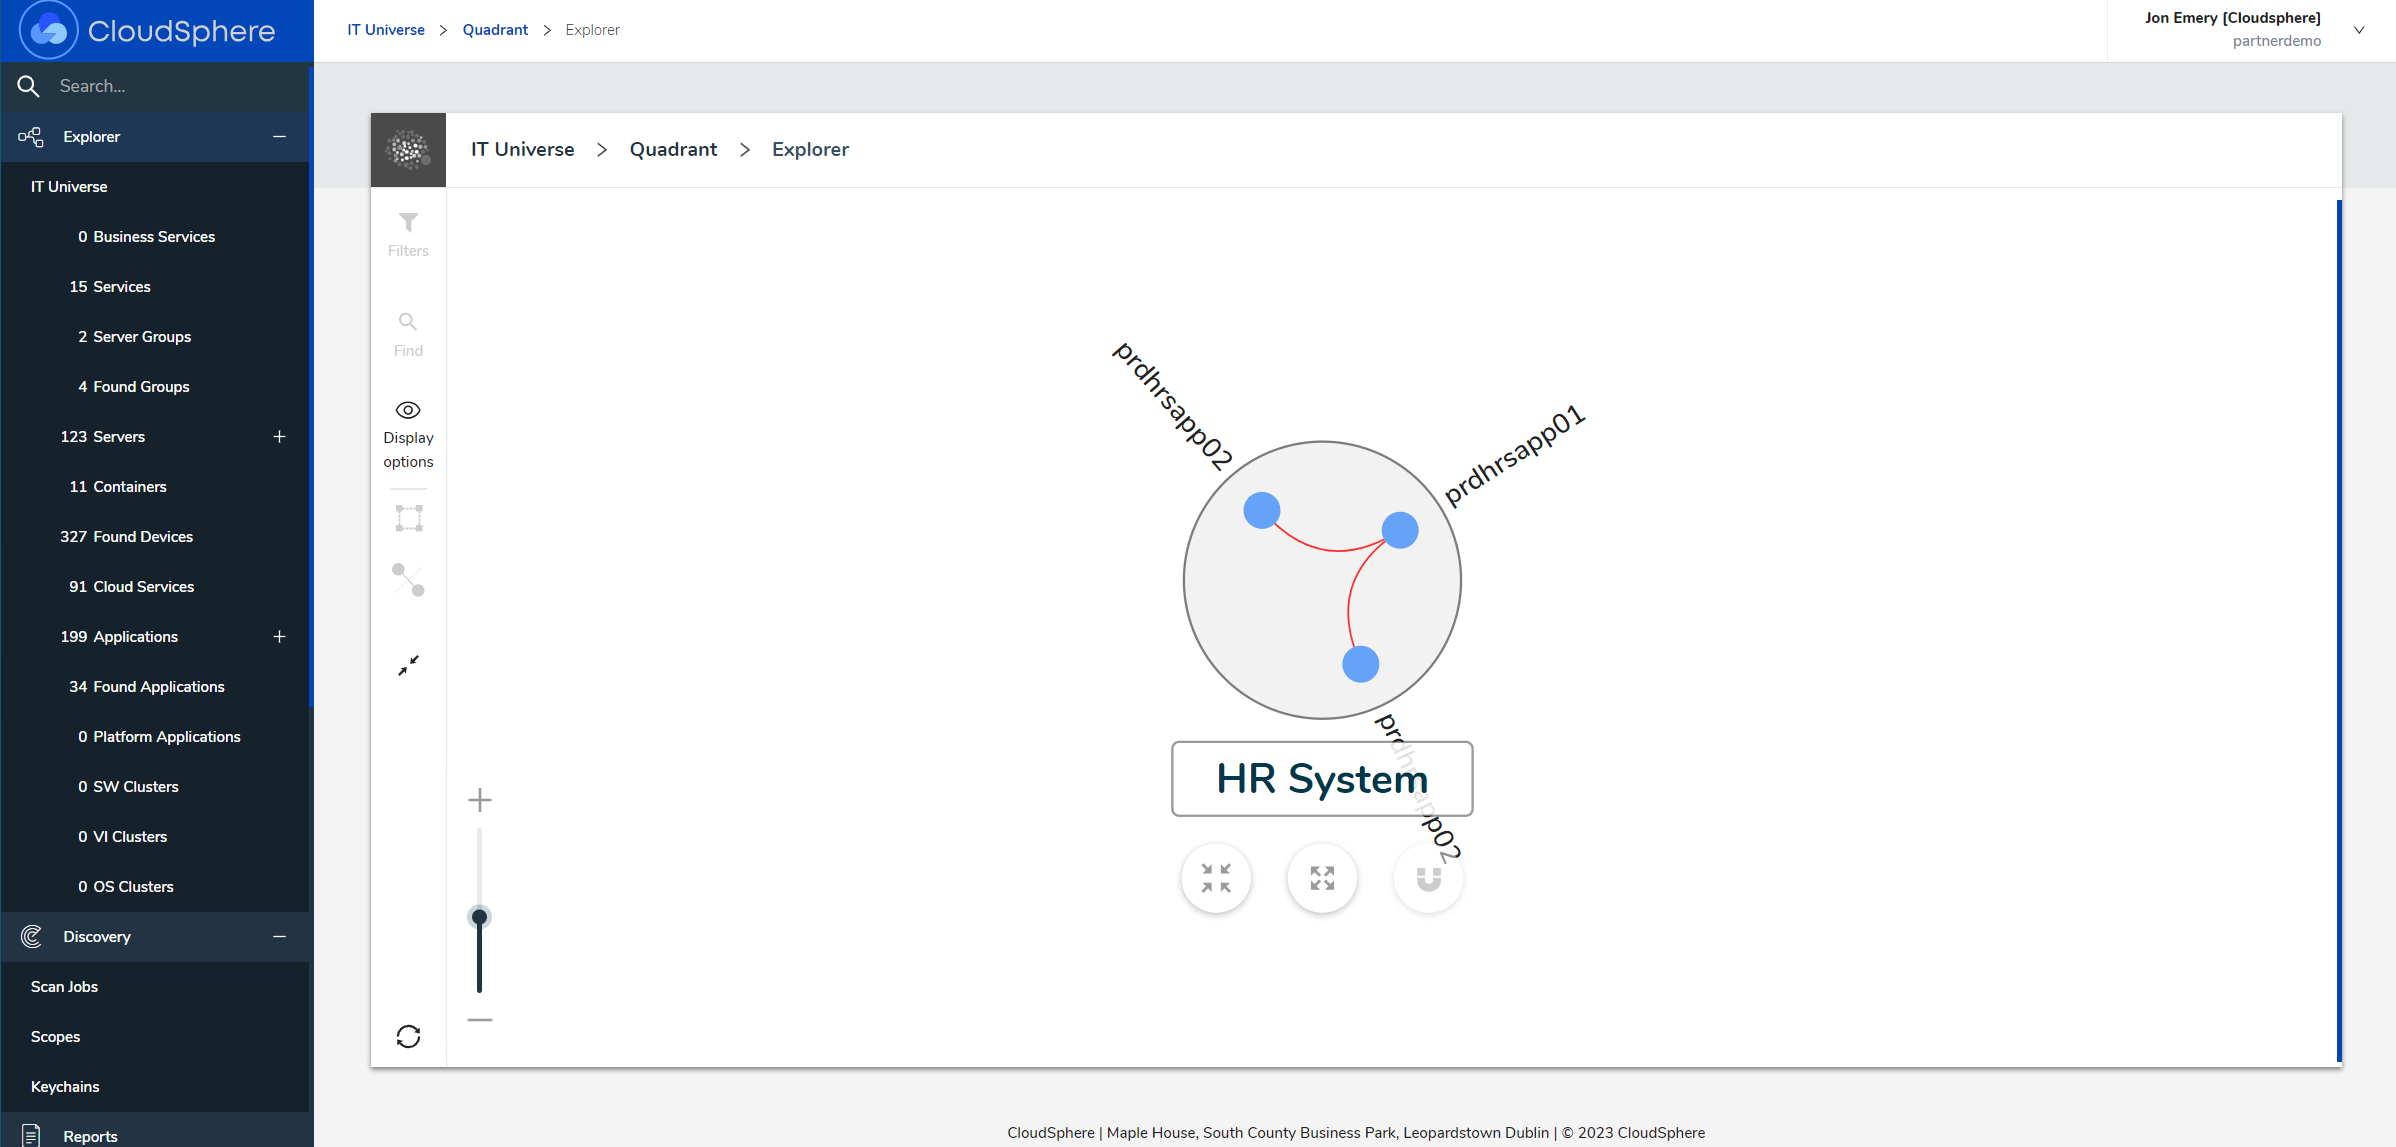 CloudSphere
IT Universe > Quadrant > Explorer
Jon Emery [Cloudsphere]
partnerdemo
Search...
Explorer
IT Universe
0 Business Services
15 Services
2 Server Groups
4 Found Groups
123 Servers
11 Containers
327 Found Devices
91 Cloud Services
199 Applications
34 Found Applications
0 Platform Applications
0 SW Clusters
0 VI Clusters
0 OS Clusters
Discovery
Scan Jobs
Scopes
Keychains
Reports
IT Universe > Quadrant > Explorer
Filters
Find
Display
options
prdhrsapp02
prdhrsapp01
HR System
CloudSphere | Maple House, South County Business Park, Leopardstown Dublin | © 2023 CloudSphere